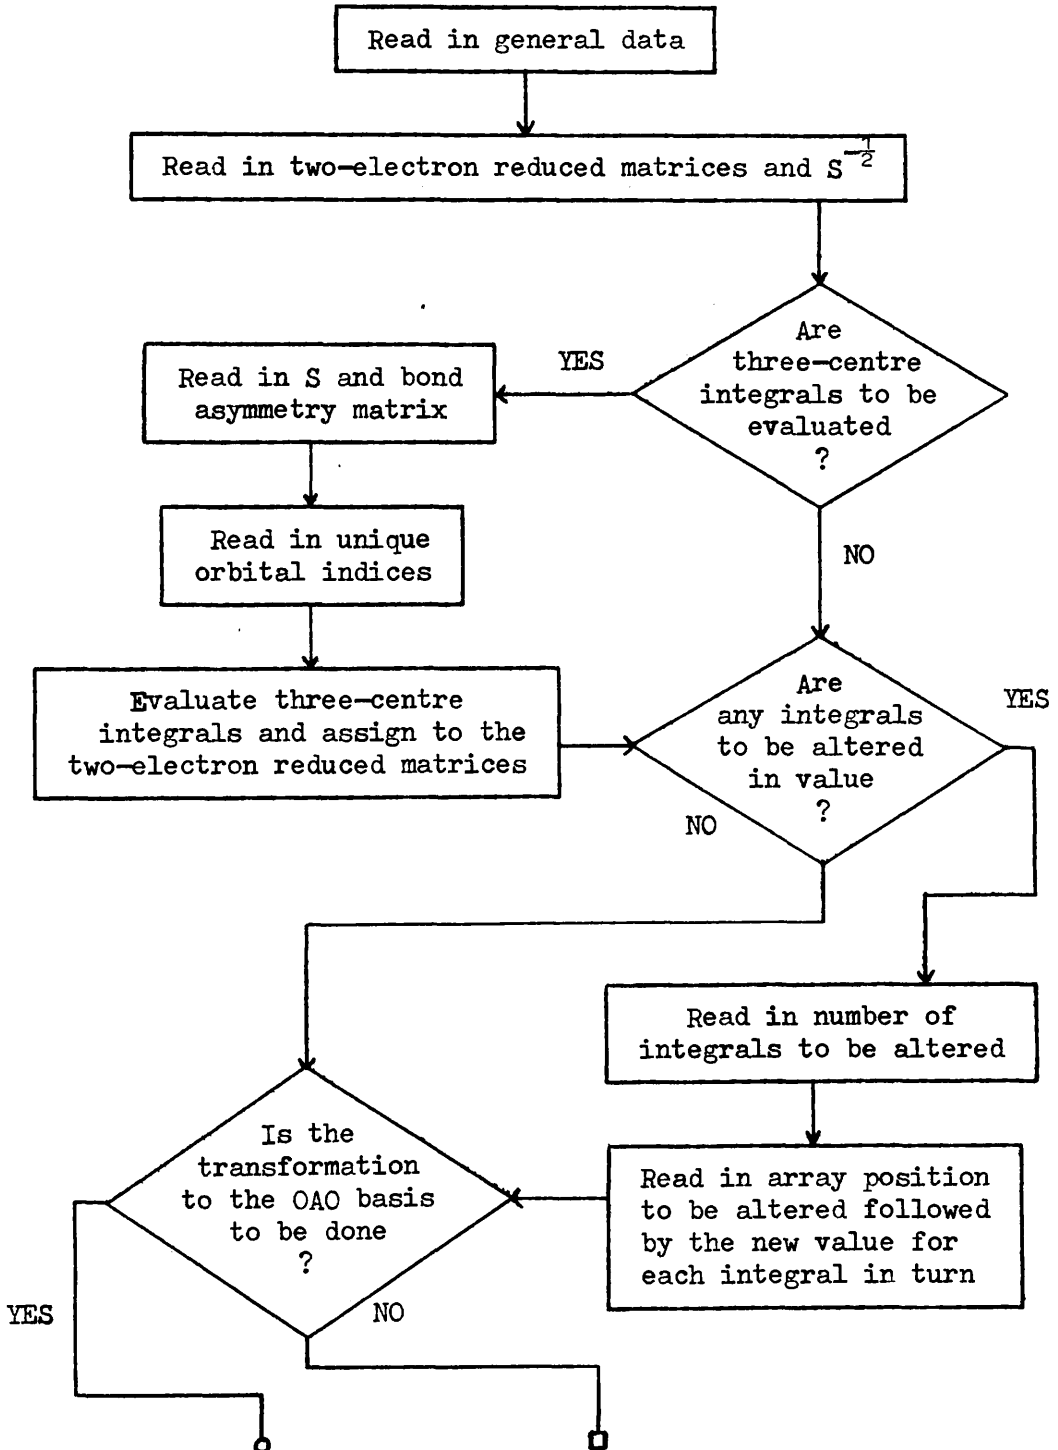 Read in general data
Read in two-electron reduced matrices and S^-1/2
Are
three-centre
integrals to be
evaluated
?
YES
Read in S and bond
asymmetry matrix
NO
Read in unique
orbital indices
Evaluate three-centre
integrals and assign to the
two-electron reduced matrices
Are
any integrals
to be altered
in value
?
YES
NO
Read in number of
integrals to be altered
Read in array position
to be altered followed
by the new value for
each integral in turn
Is the
transformation
to the OAO basis
to be done
?
YES
NO